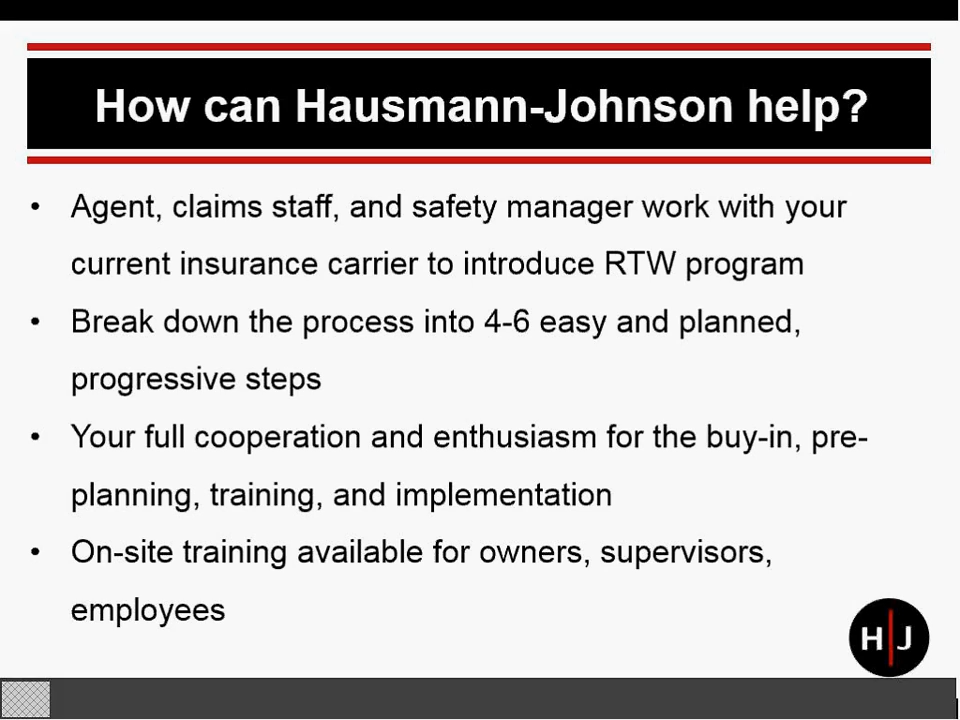 How can Hausmann-Johnson help?
• Agent, claims staff, and safety manager work with your
current insurance carrier to introduce RTW program
• Break down the process into 4-6 easy and planned,
progressive steps
• Your full cooperation and enthusiasm for the buy-in, pre-
planning, training, and implementation
• On-site training available for owners, supervisors,
employees
H|J